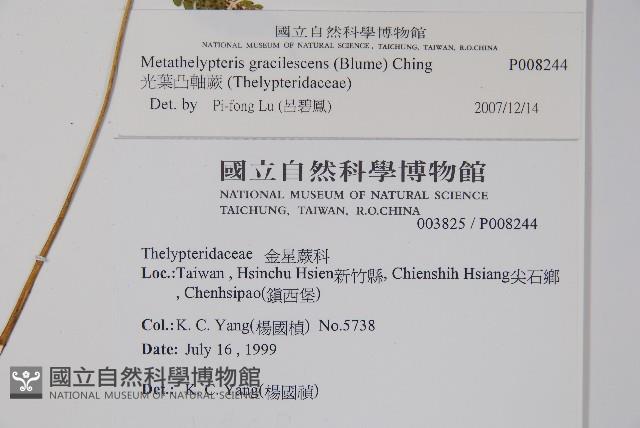 國立自然科學博物館
NATIONAL MUSEUM OF NATURAL SCIENCE, TAICHUNG, TAIWAN, R.O.CHINA
Metathelypteris gracilescens (Blume) Ching P008244
光葉凸軸蕨 (Thelypteridaceae)
Det. by Pi-fong Lu (呂碧鳳) 2007/12/14
國立自然科學博物館
NATIONAL MUSEUM OF NATURAL SCIENCE
TAICHUNG, TAIWAN, R.O.CHINA
003825 / P008244
Thelypteridaceae 金星蕨科
Loc.:Taiwan , Hsinchu Hsien新竹縣, Chienshih Hsiang尖石鄉
, Chenhsipao(鎮西堡)
Col.:K. C. Yang(楊國禎) No.5738
Date: July 16 , 1999
Det.: K. C. Yang(楊國禎)
國立自然科學博物館
NATIONAL MUSEUM OF NATURAL SCIENCE